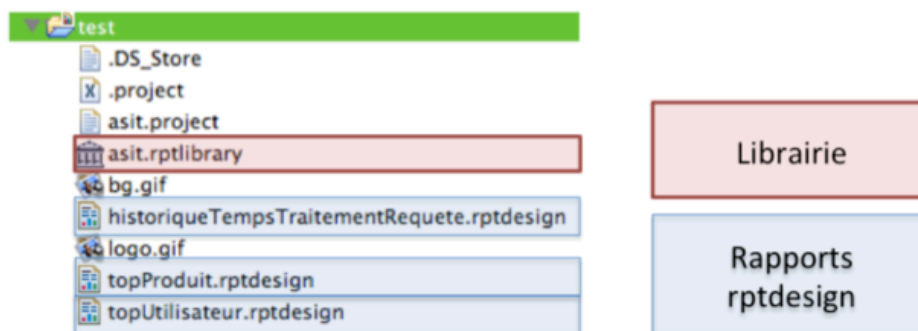 test
.DS_Store
.project
asit.project
asit.rptlibrary
bg.gif
historiqueTempsTraitementRequete.rptdesign
logo.gif
topProduit.rptdesign
topUtilisateur.rptdesign
Librairie
Rapports
rptdesign